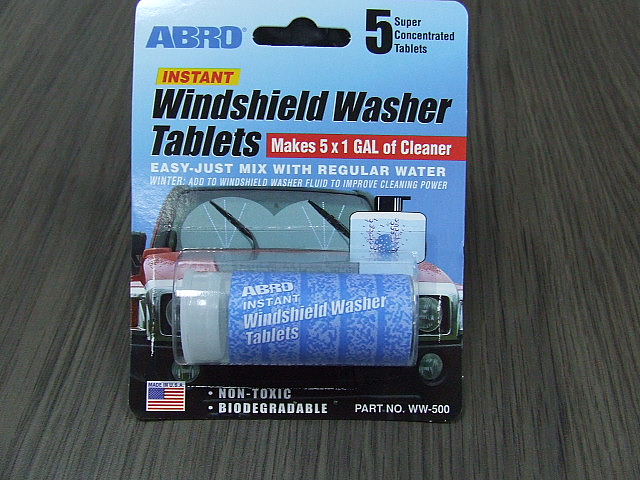 ABRO®
5 Super
Concentrated
Tablets
INSTANT
Windshield Washer
Tablets
Makes 5 x 1 GAL of Cleaner
EASY-JUST MIX WITH REGULAR WATER
WINTER: ADD TO WINDSHIELD WASHER FLUID TO IMPROVE CLEANING POWER
ABRO
INSTANT
Windshield Washer
Tablets
MADE IN U.S.A.
• NON-TOXIC
• BIODEGRADABLE
PART NO. WW-500